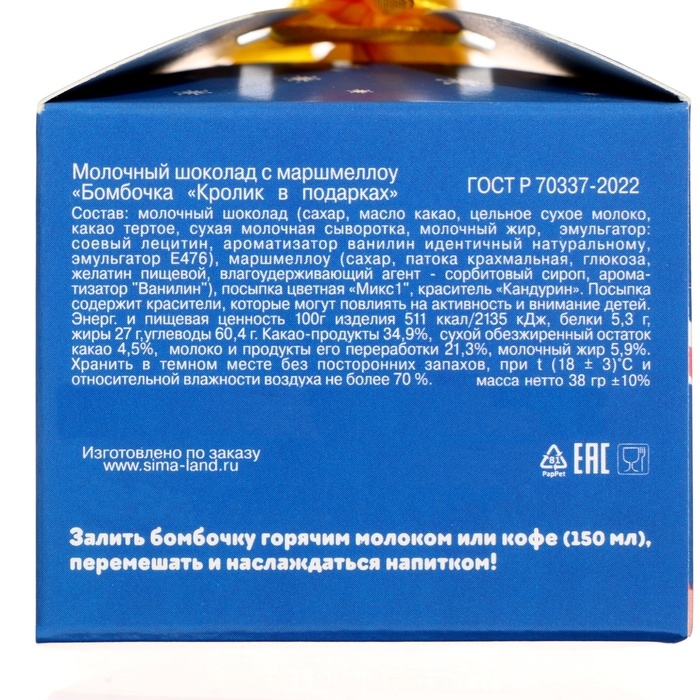 Молочный шоколад с маршмеллоу
«Бомбочка «Кролик в подарках»
ГОСТ Р 70337-2022
Состав: молочный шоколад (сахар, масло какао, цельное сухое молоко,
какао тертое, сухая молочная сыворотка, молочный жир, эмульгатор:
соевый лецитин, ароматизатор ванилин идентичный натуральному,
эмульгатор Е476), маршмеллоу (сахар, патока крахмальная, глюкоза,
желатин пищевой, влагоудерживающий агент - сорбитовый сироп, арома-
тизатор "Ванилин"), посыпка цветная «Микс1", краситель «Кандурин». Посыпка
содержит красители, которые могут повлиять на активность и внимание детей.
Энерг. и пищевая ценность 100г изделия 511 ккал/2135 кДж, белки 5,3 г,
жиры 27 г,углеводы 60,4 г. Какао-продукты 34,9%, сухой обезжиренный остаток
какао 4,5%, молоко и продукты его переработки 21,3%, молочный жир 5,9%.
Хранить в темном месте без посторонних запахов, при t (18 ± 3)°С и
относительной влажности воздуха не более 70 %. масса нетто 38 гр ±10%
Изготовлено по заказу
www.sima-land.ru
81
PapPet
ЕАС
Залить бомбочку горячим молоком или кофе (150 мл),
перемешать и наслаждаться напитком!